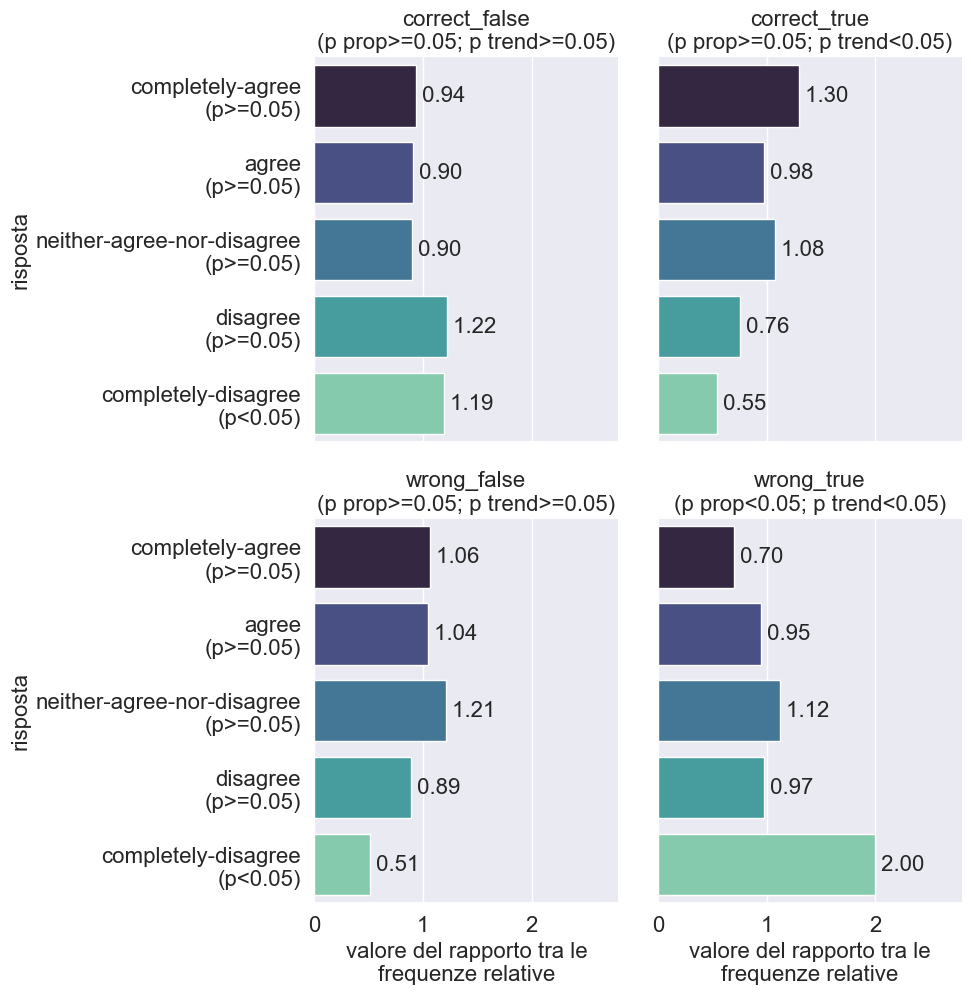 correct_false
(p prop>=0.05; p trend>=0.05)
correct_true
(p prop>=0.05; p trend<0.05)
risposta
completely-agree
(p>=0.05)
agree
(p>=0.05)
neither-agree-nor-disagree
(p>=0.05)
disagree
(p>=0.05)
completely-disagree
(p<0.05)
0.94
0.90
0.90
1.22
1.19
1.30
0.98
1.08
0.76
0.55
wrong_false
(p prop>=0.05; p trend>=0.05)
wrong_true
(p prop<0.05; p trend<0.05)
risposta
completely-agree
(p>=0.05)
agree
(p>=0.05)
neither-agree-nor-disagree
(p>=0.05)
disagree
(p>=0.05)
completely-disagree
(p<0.05)
1.06
1.04
1.21
0.89
0.51
0.70
0.95
1.12
0.97
2.00
0 1 2
valore del rapporto tra le
frequenze relative
0 1 2
valore del rapporto tra le
frequenze relative